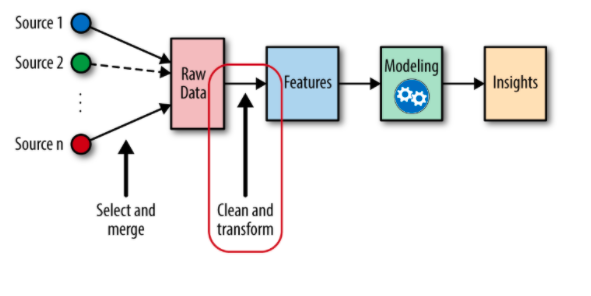 Source 1
Source 2
Source n
Raw
Data
Features
Modeling
Insights
Select and
merge
Clean and
transform